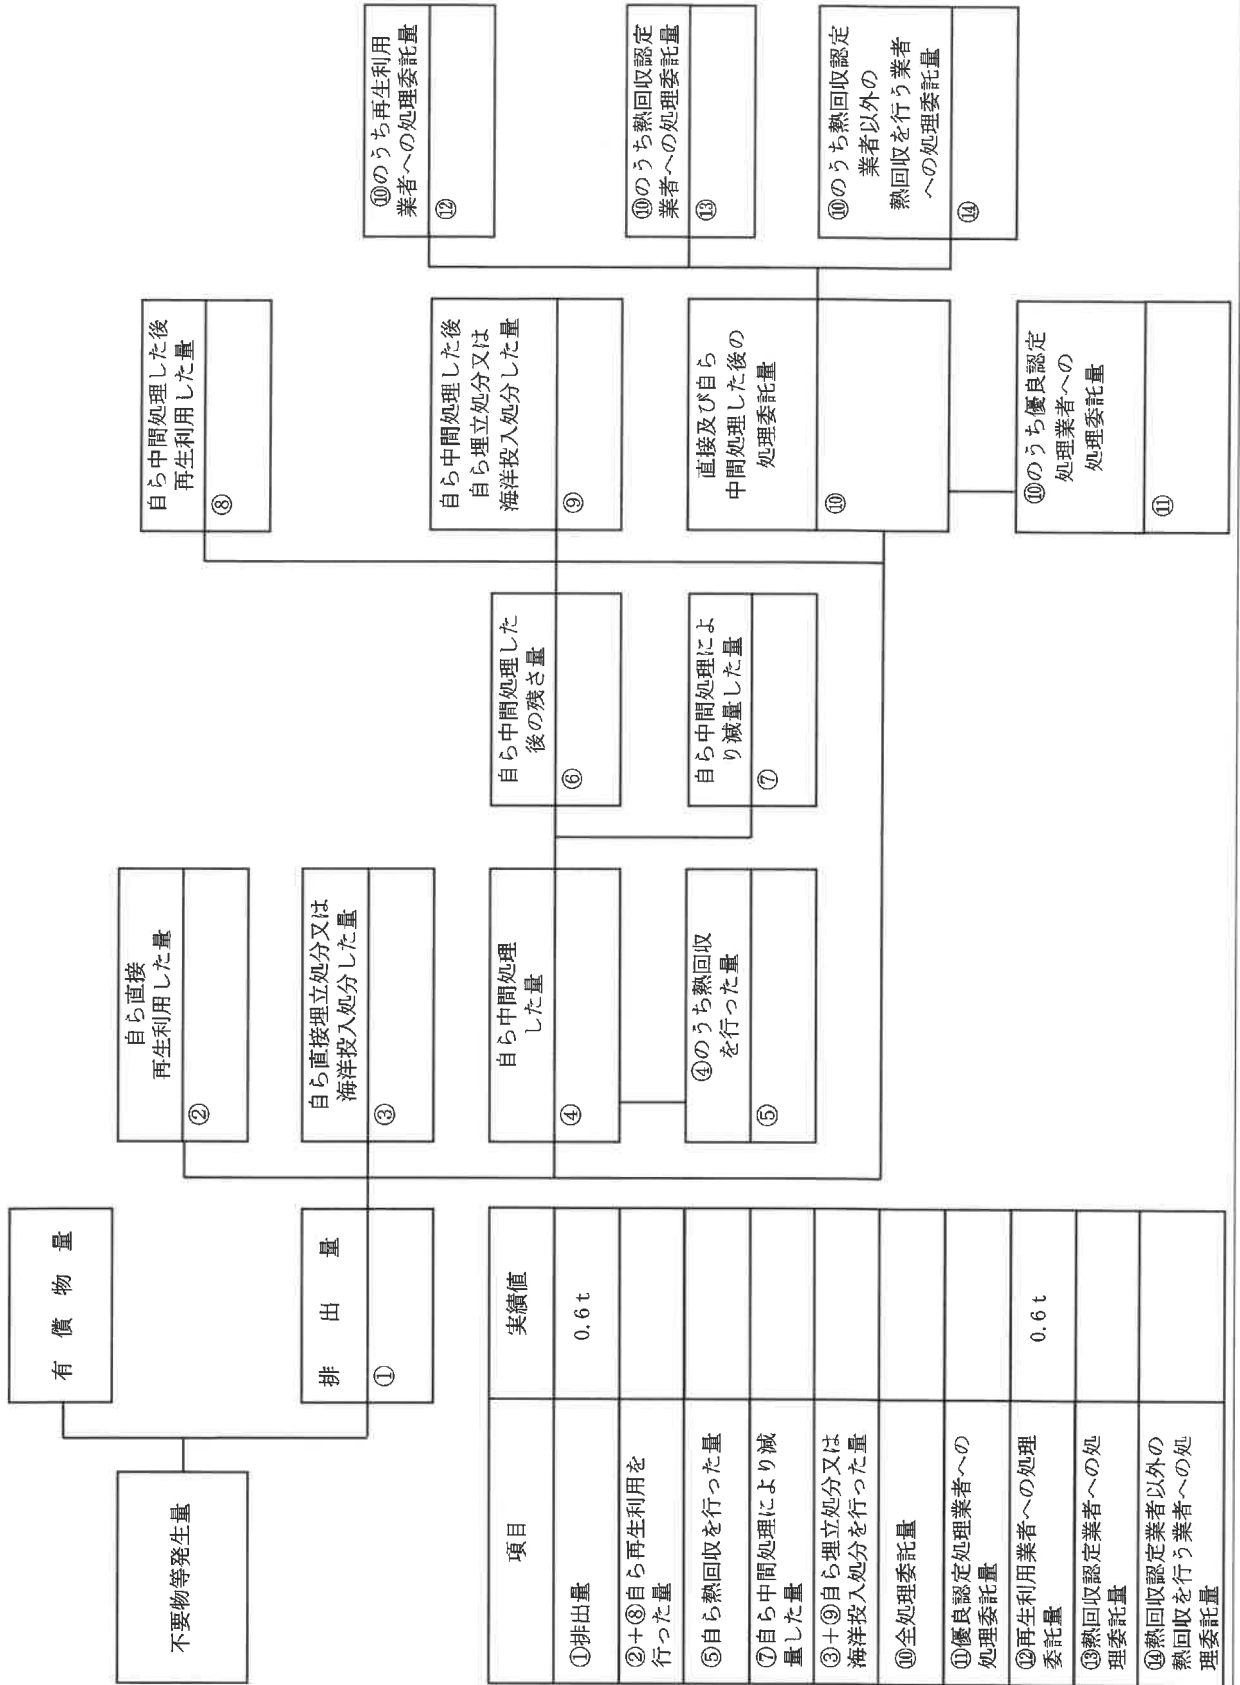 有償物量
不要物等発生量
排出量
①
自ら直接
再生利用した量
②
自ら直接埋立処分又は
海洋投入処分した量
③
自ら中間処理
した量
④
④のうち熱回収
を行った量
⑤
自ら中間処理した
後の残さ量
⑥
自ら中間処理によ
り減量した量
⑦
自ら中間処理した後
再生利用した量
⑧
自ら中間処理した後
自ら埋立処分又は
海洋投入処分した量
⑨
直接及び自ら
中間処理した後の
処理委託量
⑩
⑩のうち優良認定
処理業者への
処理委託量
⑪
⑩のうち再生利用
業者への処理委託量
⑫
⑩のうち熱回収認定
業者への処理委託量
⑬
⑩のうち熱回収認定
業者以外の
熱回収を行う業者
への処理委託量
⑭
項目 実績値
①排出量 0.6t
②+⑧自ら再生利用を
行った量
⑤自ら熱回収を行った量
⑦自ら中間処理により減
量した量
③+⑨自ら埋立処分又は
海洋投入処分を行った量
⑩全処理委託量
⑪優良認定処理業者への
処理委託量
⑫再生利用業者への処理
委託量 0.6t
⑬熱回収認定業者への処
理委託量
⑭熱回収認定業者以外の
熱回収を行う業者への処
理委託量